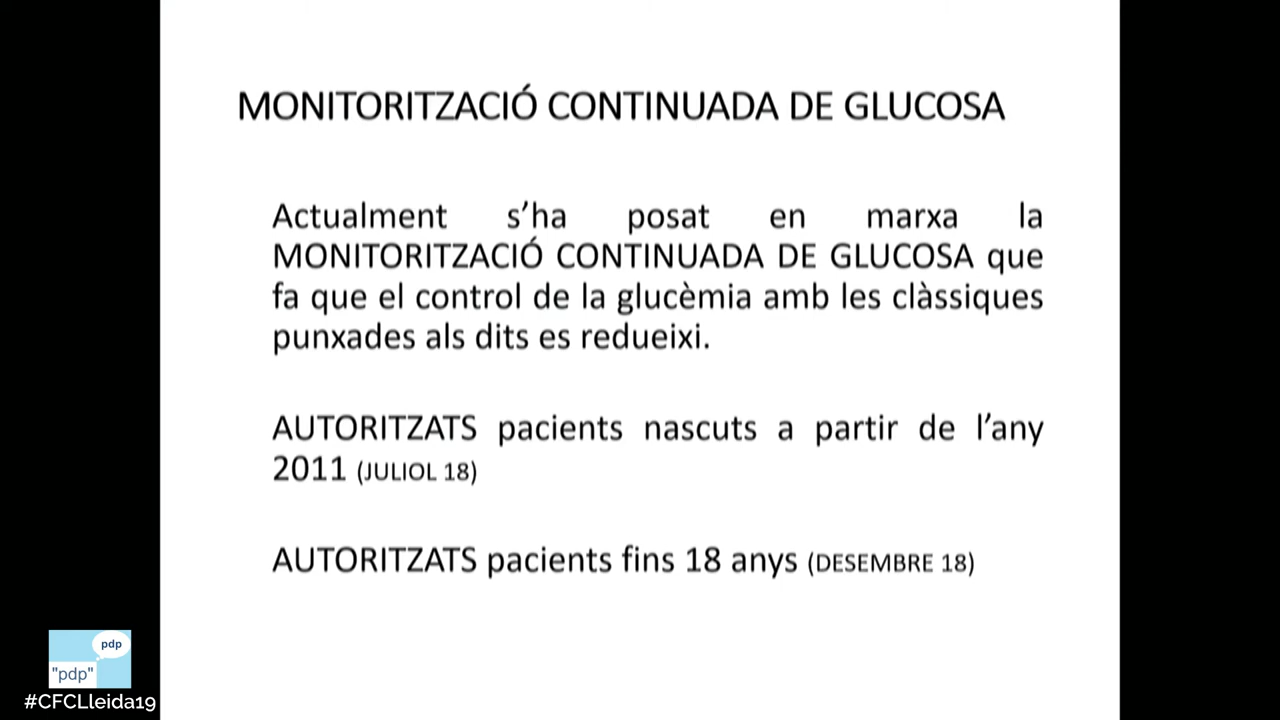 MONITORITZACIÓ CONTINUADA DE GLUCOSA
Actualment s’ha posat en marxa la
MONITORITZACIÓ CONTINUADA DE GLUCOSA que
fa que el control de la glucèmia amb les clàssiques
punxades als dits es redueixi.
AUTORITZATS pacients nascuts a partir de l’any
2011 (JULIOL 18)
AUTORITZATS pacients fins 18 anys (DESEMBRE 18)
pdp
"pdp"
#CFCLleida19